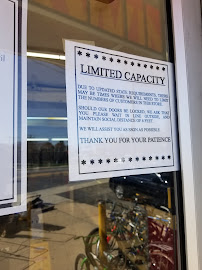 * * * * * * * * * * * * *
LIMITED CAPACITY
DUE TO UPDATED STATE REQUIREMENTS, THERE
MAY BE TIMES WHERE WE WILL NEED TO LIMIT
THE NUMBERS OF CUSTOMERS IN THE STORE.
SHOULD OUR DOORS BE LOCKED, WE ASK THAT
YOU PLEASE WAIT IN LINE OUTSIDE, AND
MAINTAIN SOCIAL DISTANCE OF 6 FEET.
WE WILL ASSIST YOU AS SOON AS POSSIBLE.
THANK YOU FOR YOUR PATIENCE
* * * * * * * * * * * * *